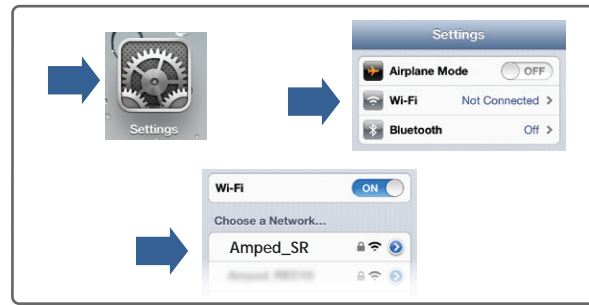 Settings
Settings
Airplane Mode OFF
Wi-Fi Not Connected
Bluetooth Off
Wi-Fi ON
Choose a Network...
Amped_SR